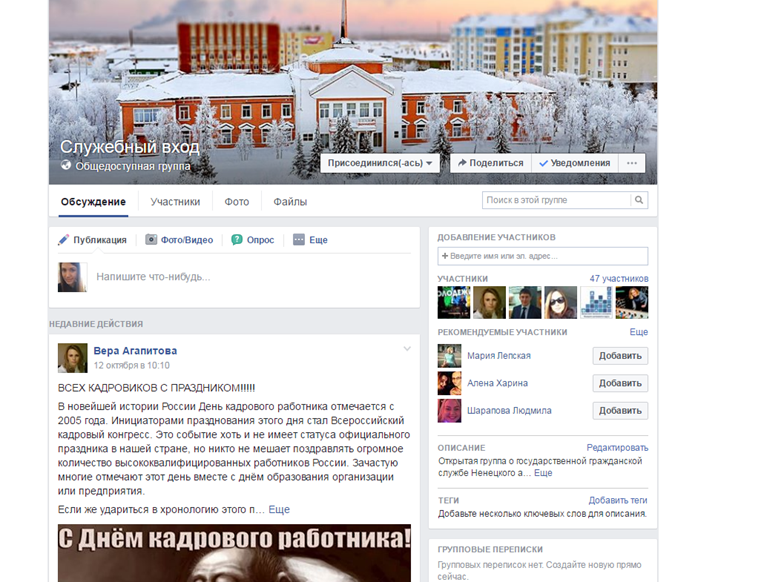 Служебный вход
Общедоступная группа
Присоединился(-ась)
Поделиться
Уведомления
Обсуждение
Участники
Фото
Файлы
Поиск в этой группе
Публикация
Фото/Видео
Опрос
Еще
Напишите что-нибудь...
НЕДАВНИЕ ДЕЙСТВИЯ
Вера Агапитова
12 октября в 10:10
ВСЕХ КАДРОВИКОВ С ПРАЗДНИКОМ!!!!!
В новейшей истории России День кадрового работника отмечается с
2005 года. Инициаторами празднования этого дня стал Всероссийский
кадровый конгресс. Это событие хоть и не имеет статуса официального
праздника в нашей стране, но никто не мешает поздравлять огромное
количество высококвалифицированных работников России. Зачастую
многие отмечают этот день вместе с днём образования организации
или предприятия.
Если же удариться в хронологию этого п… Еще
С Днём кадрового работника!
ДОБАВЛЕНИЕ УЧАСТНИКОВ
+ Введите имя или эл. адрес...
УЧАСТНИКИ
47 участников
РЕКОМЕНДУЕМЫЕ УЧАСТНИКИ
Еще
Мария Лепская
Добавить
Алена Харина
Добавить
Шарапова Людмила
Добавить
ОПИСАНИЕ
Редактировать
Открытая группа о государственной гражданской
службе Ненецкого а… Еще
ТЕГИ
Добавить теги
Добавьте несколько ключевых слов для описания.
ГРУППОВЫЕ ПЕРЕПИСКИ
Групповых переписок нет. Создайте новую прямо
сейчас.